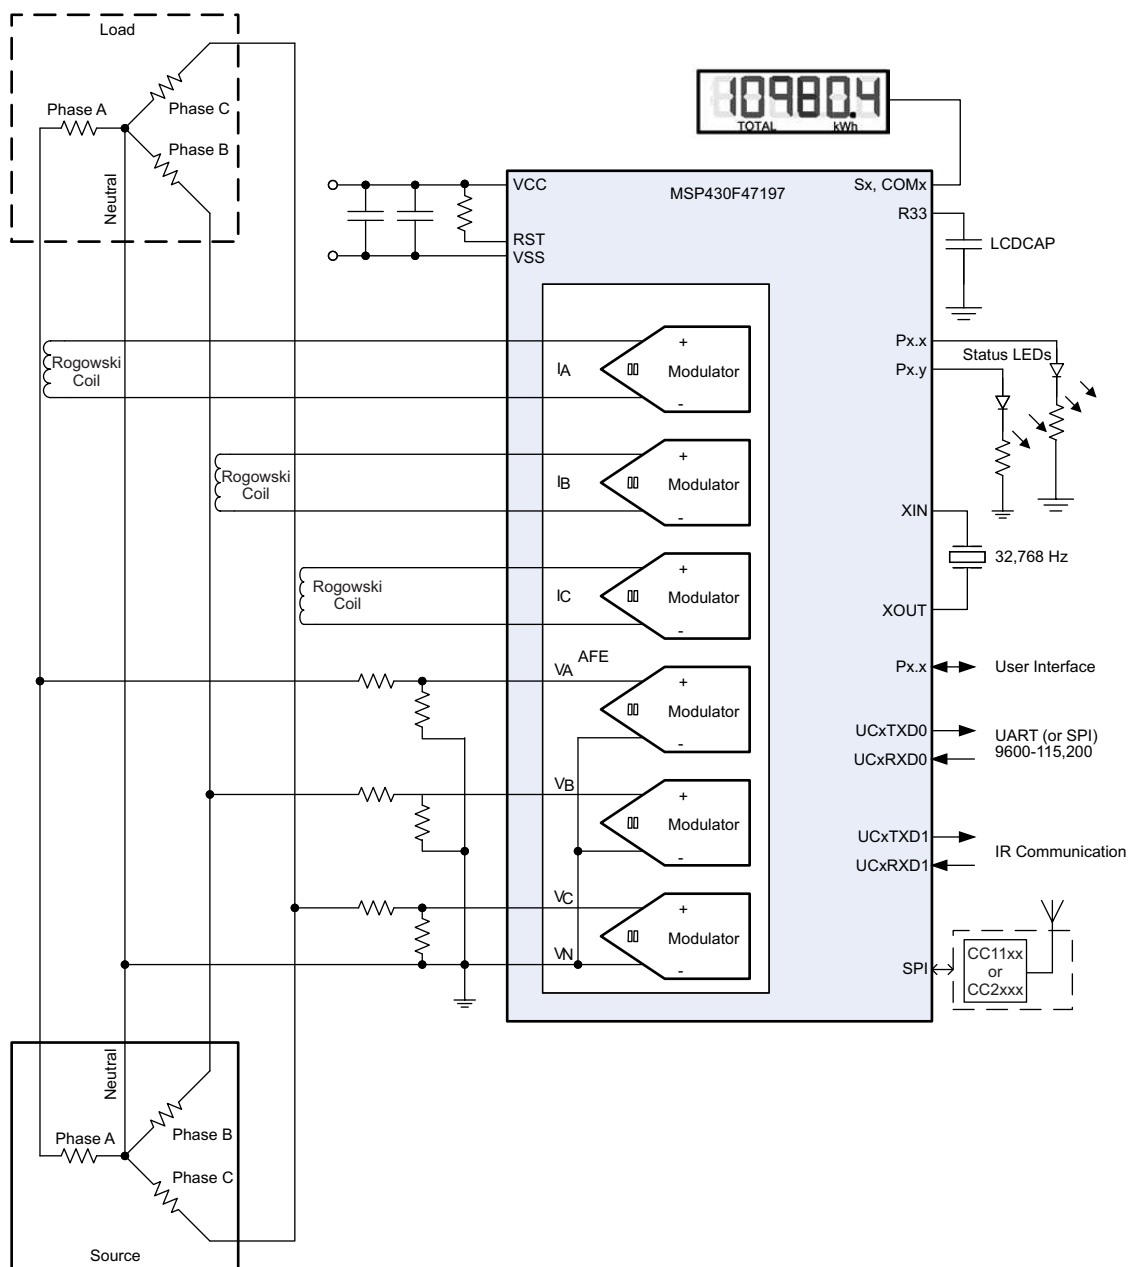 Load
Phase A
Phase C
Phase B
Neutral
10980.4
TOTAL kWh
MSP430F47197
VCC
RST
VSS
Sx, COMx
R33
LCDCAP
Px.x
Px.y
Status LEDs
Rogowski
Coil
IA
+
Modulator
-
Rogowski
Coil
IB
+
Modulator
-
XIN
32,768 Hz
XOUT
Rogowski
Coil
IC
+
Modulator
-
AFE
VA
+
Modulator
-
Px.x
User Interface
UCxTXD0
UCxRXD0
UART (or SPI)
9600-115,200
VB
+
Modulator
-
UCxTXD1
UCxRXD1
IR Communication
VC
+
Modulator
-
VN
SPI
CC11xx
or
CC2xxx
Neutral
Phase A
Phase B
Phase C
Source